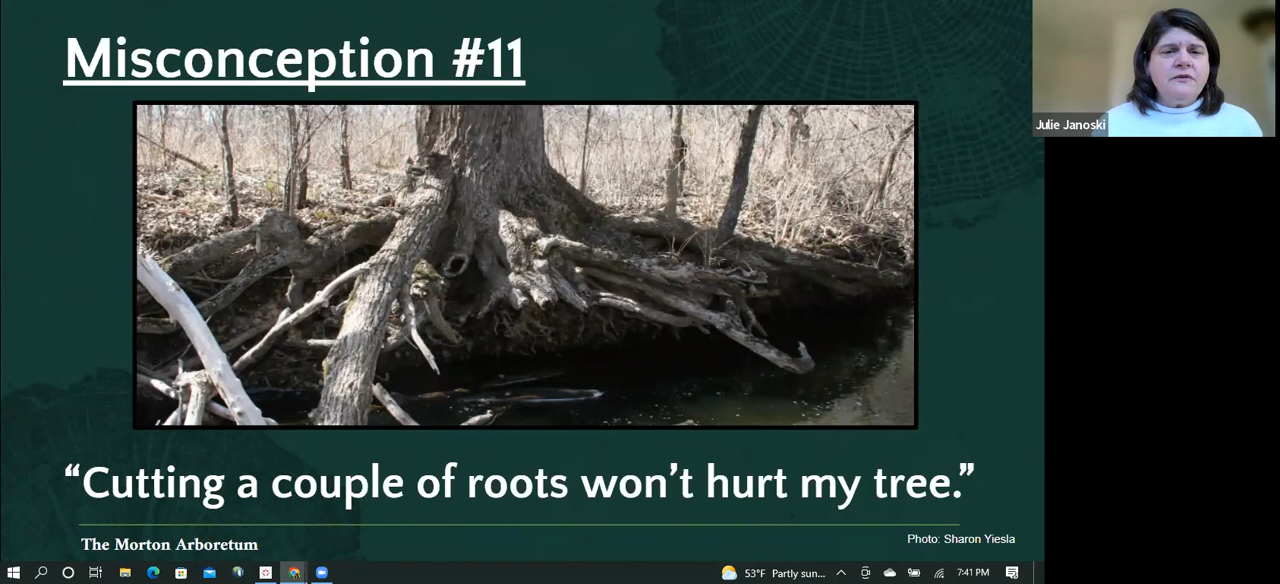 Misconception #11
Julie Janoski
“Cutting a couple of roots won’t hurt my tree.”
The Morton Arboretum
Photo: Sharon Yiesla
53°F Partly sun...
7:41 PM